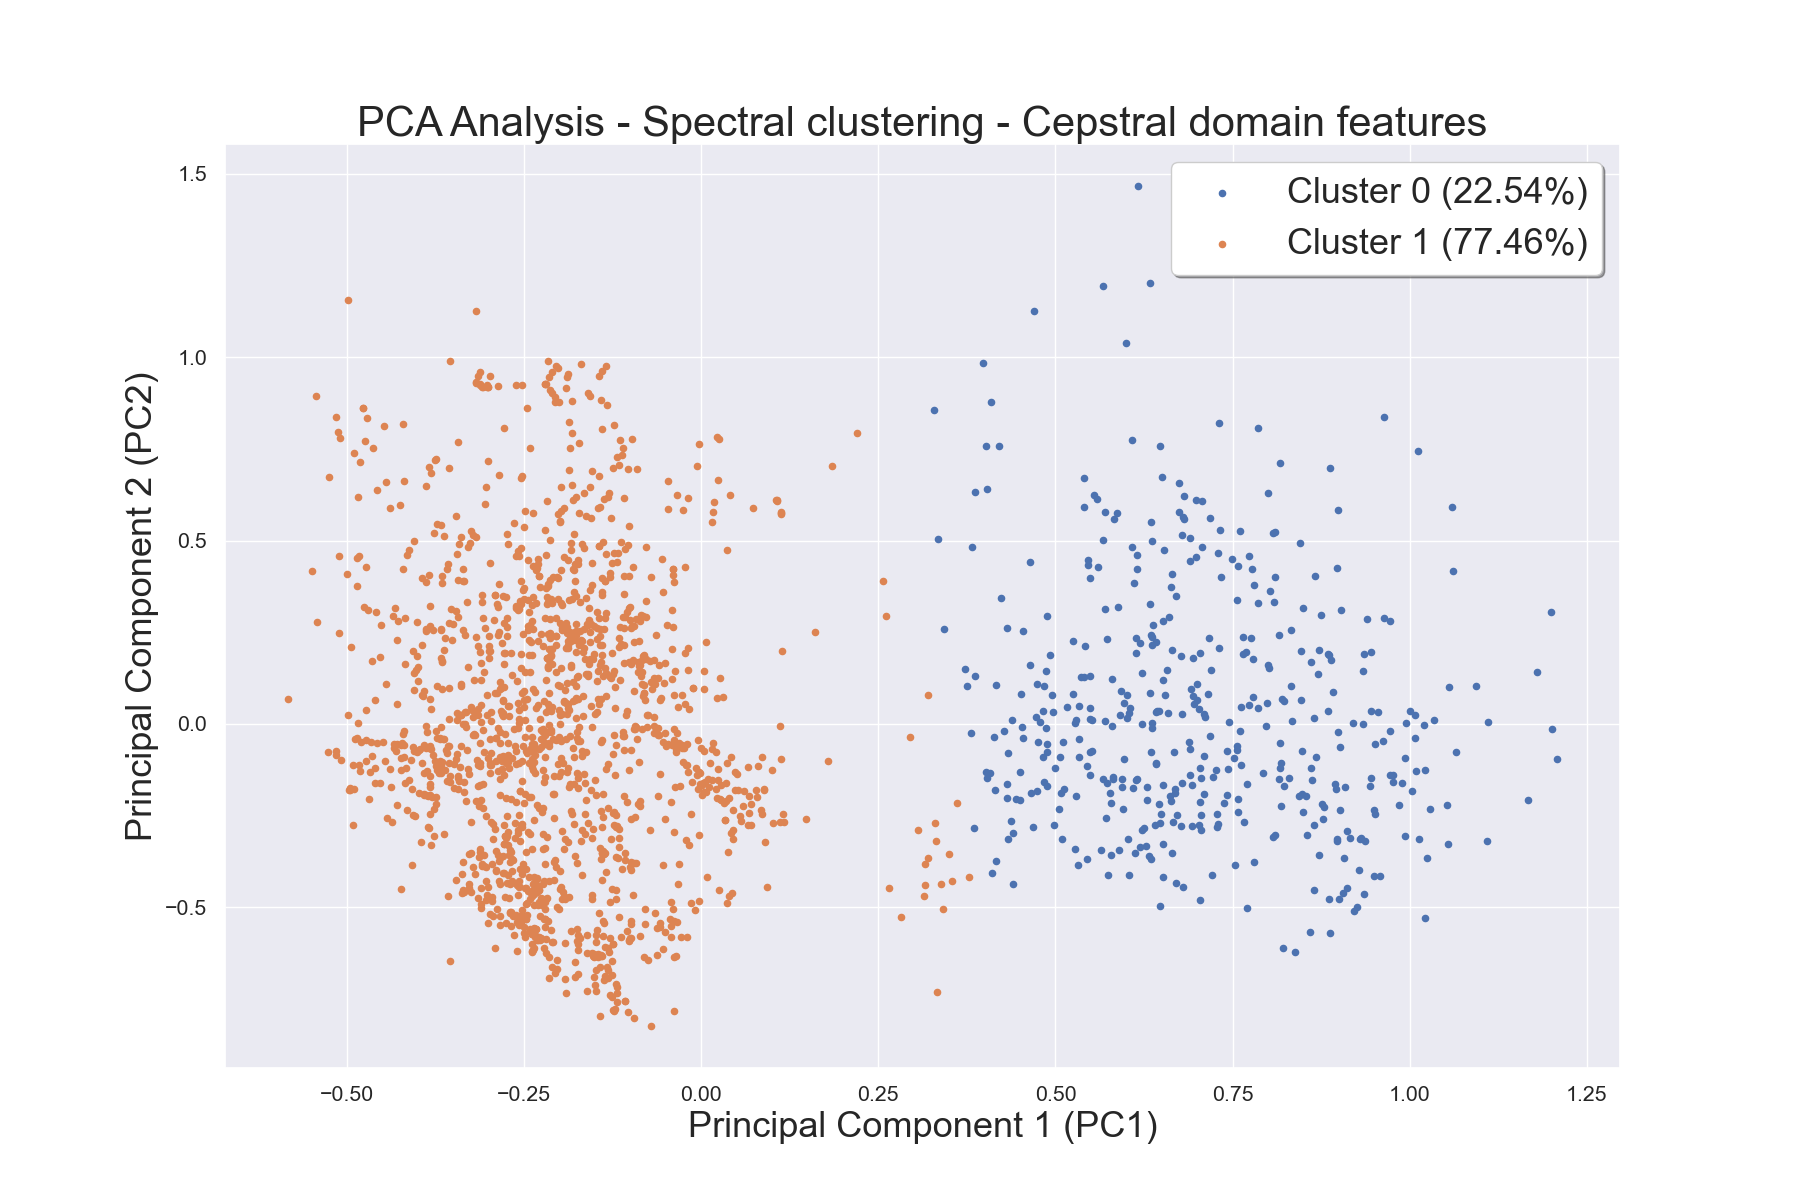 PCA Analysis - Spectral clustering - Cepstral domain features
Cluster 0 (22.54%)
Cluster 1 (77.46%)
Principal Component 2 (PC2)
1.5
1.0
0.5
0.0
−0.5
−0.50
−0.25
0.00
0.25
0.50
0.75
1.00
1.25
Principal Component 1 (PC1)